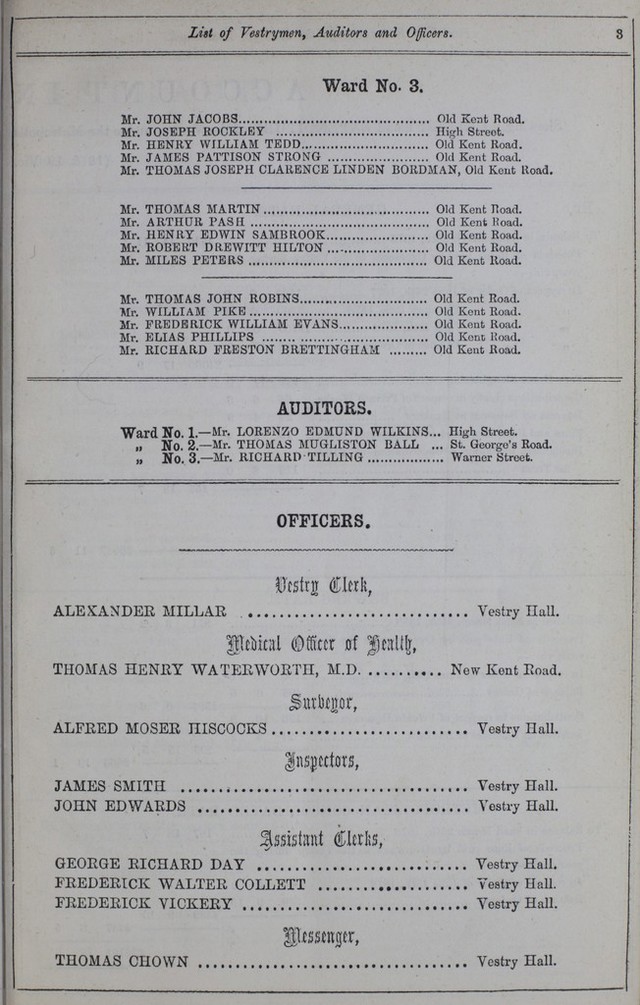 List of Vestrymen, Auditors and Officers. 3
Ward No. 3.
Mr. JOHN JACOBS............................................ Old Kent Road.
Mr. JOSEPH ROCKLEY .................................... High Street.
Mr. HENRY WILLIAM TEDD............................. Old Kent Road.
Mr. JAMES PATTISON STRONG ........................ Old Kent Road.
Mr. THOMAS JOSEPH CLARENCE LINDEN BORDMAN, Old Kent Road.
Mr. THOMAS MARTIN...................................... Old Kent Road.
Mr. ARTHUR PASH ......................................... Old Kent Road.
Mr. HENRY EDWIN SAMBROOK........................ Old Kent Road.
Mr. ROBERT DREWITT HILTON ....................... Old Kent Road.
Mr. MILES PETERS ......................................... Old Kent Road.
Mr. THOMAS JOHN ROBINS............................. Old Kent Road.
Mr. WILLIAM PIKE ......................................... Old Kent Road.
Mr. FREDERICK WILLIAM EVANS..................... Old Kent Road.
Mr. ELIAS PHILLIPS ....................................... Old Kent Road.
Mr. RICHARD FRESTON BRETTINGHAM ......... Old Kent Road.
AUDITORS.
Ward No. 1.—Mr. LORENZO EDMUND WILKINS... High Street.
„ No. 2.—Mr. THOMAS MUGLISTON BALL ... St. George's Road.
„ No. 3.—Mr. RICHARD TILLING .................. Warner Street.
OFFICERS.
Vestry Clerk,
ALEXANDER MILLAR ............................ Vestry Hall.
Medical Officer of Health,
THOMAS HENRY WATERWORTH, M.D. .......... New Kent Road.
Surveyor,
ALFRED MOSER HISCOCKS ......................... Vestry Hall.
Inspectors,
JAMES SMITH .................................... Vestry Hall.
JOHN EDWARDS .................................. Vestry Hall.
Assistant Clerks,
GEORGE RICHARD DAY ........................... Vestry Hall.
FREDERICK WALTER COLLETT .................... Vestry Hall.
FREDERICK VICKERY ............................. Vestry Hall.
Messenger,
THOMAS CHOWN .................................. Vestry Hall.